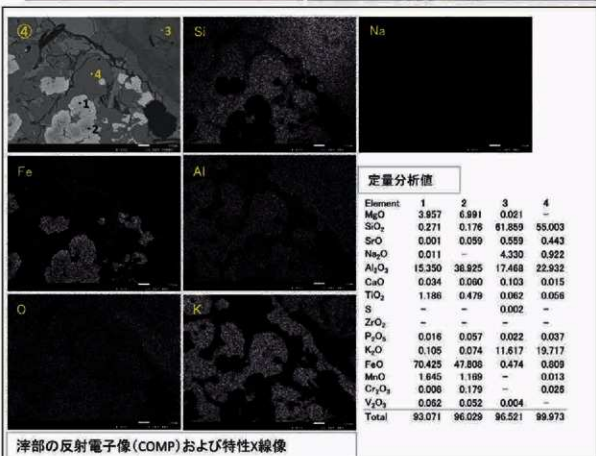 ④
3
4
1
2
Si
Na
Fe
Al
O
K
定量分析値
Element 1 2 3 4
MgO 3.957 6.991 0.021 -
SiO₂ 0.271 0.176 61.859 55.003
SrO 0.001 0.059 0.559 0.443
Na₂O 0.011 - 4.330 0.922
Al₂O₃ 15.350 38.925 17.468 22.932
CaO 0.034 0.060 0.103 0.015
TiO₂ 1.186 0.479 0.062 0.056
S - - 0.002 -
ZrO₂ - - - -
P₂O₅ 0.016 0.057 0.022 0.037
K₂O 0.105 0.074 11.617 19.717
FeO 70.425 47.808 0.474 0.809
MnO 1.645 1.169 - 0.013
Cr₂O₃ 0.008 0.179 - 0.026
V₂O₃ 0.062 0.052 0.004 -
Total 93.071 96.029 96.521 99.973
滓部の反射電子像(COMP)および特性X線像